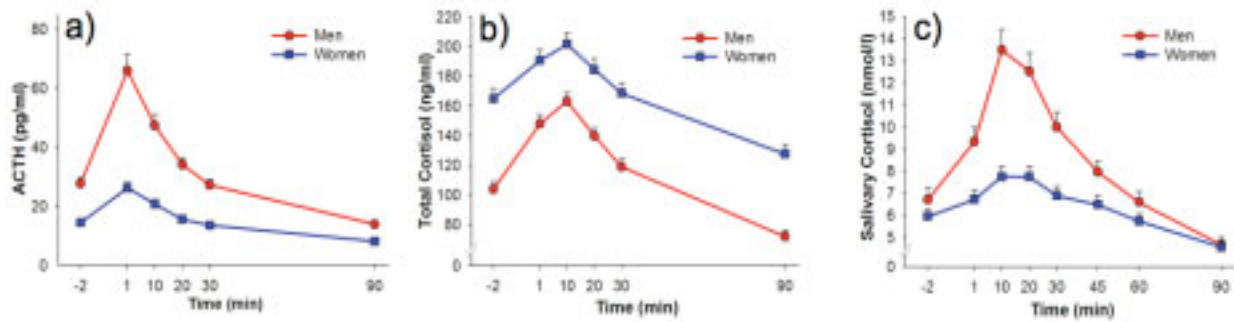 a)
80
60
40
20
0
ACTH (pg/ml)
Men
Women
-2 1 10 20 30 90
Time (min)
b)
220
200
180
160
140
120
100
80
0
Total Cortisol (ng/ml)
Men
Women
-2 1 10 20 30 90
Time (min)
c)
15
14
13
12
11
10
9
8
7
6
5
0
Salivary Cortisol (nmol/l)
Men
Women
-2 1 10 20 30 45 60 90
Time (min)